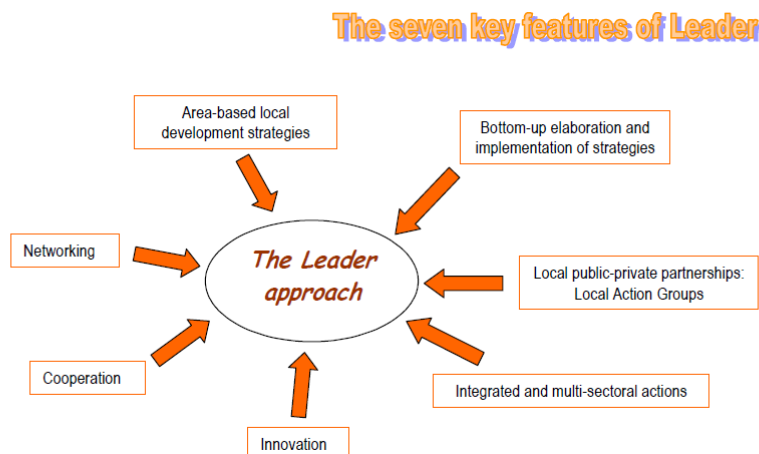 The seven key features of Leader
Area-based local
development strategies
Bottom-up elaboration and
implementation of strategies
Networking
The Leader
approach
Local public-private partnerships:
Local Action Groups
Cooperation
Integrated and multi-sectoral actions
Innovation